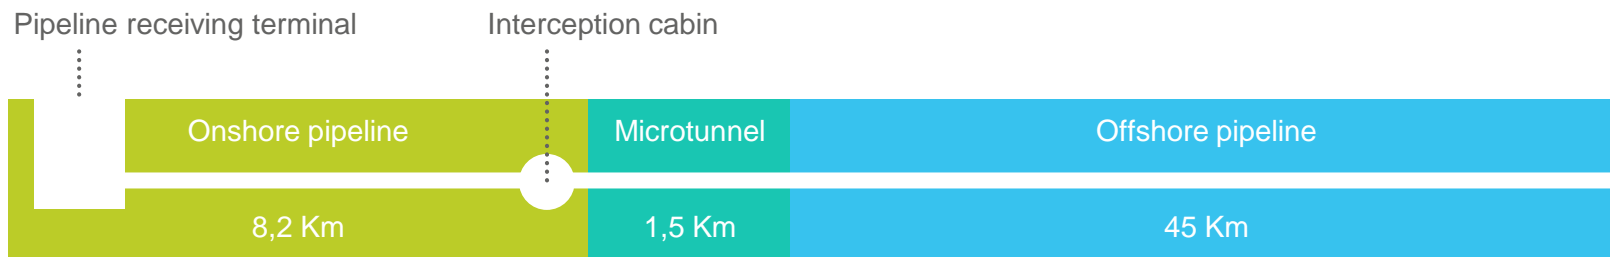 Pipeline receiving terminal
Interception cabin
Onshore pipeline
Microtunnel
Offshore pipeline
8,2 Km
1,5 Km
45 Km